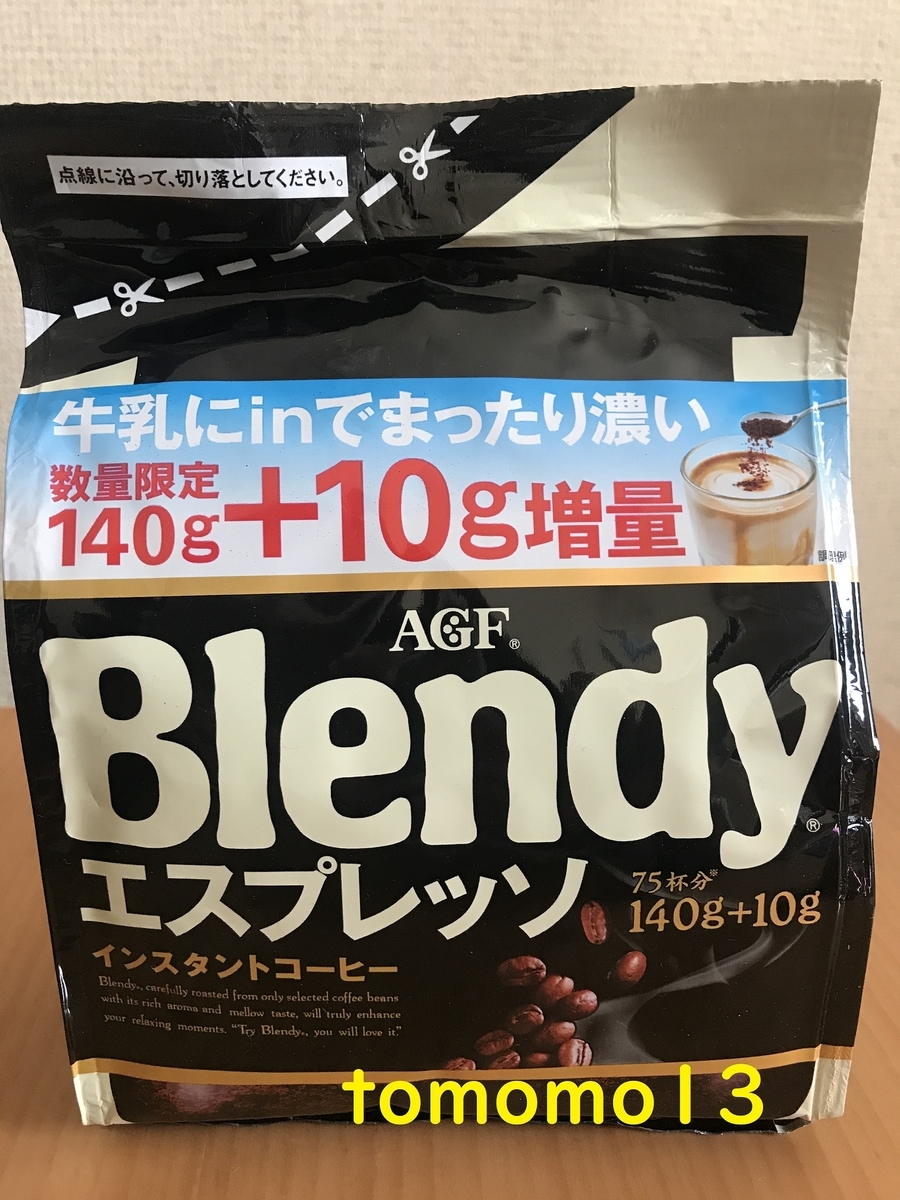 点線に沿って、切り落としてください。
牛乳にinでまったり濃い
数量限定
140g+10g増量
調理例
AGF®
Blendy®
エスプレッソ
75杯分※
140g+10g
インスタントコーヒー
Blendy®, carefully roasted from only selected coffee beans
with its rich aroma and mellow taste, will truly enhance
your relaxing moments. "Try Blendy®, you will love it."
tomomo13